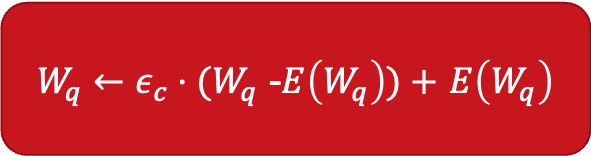 W_q ← ϵ_c · (W_q -E(W_q)) + E(W_q)